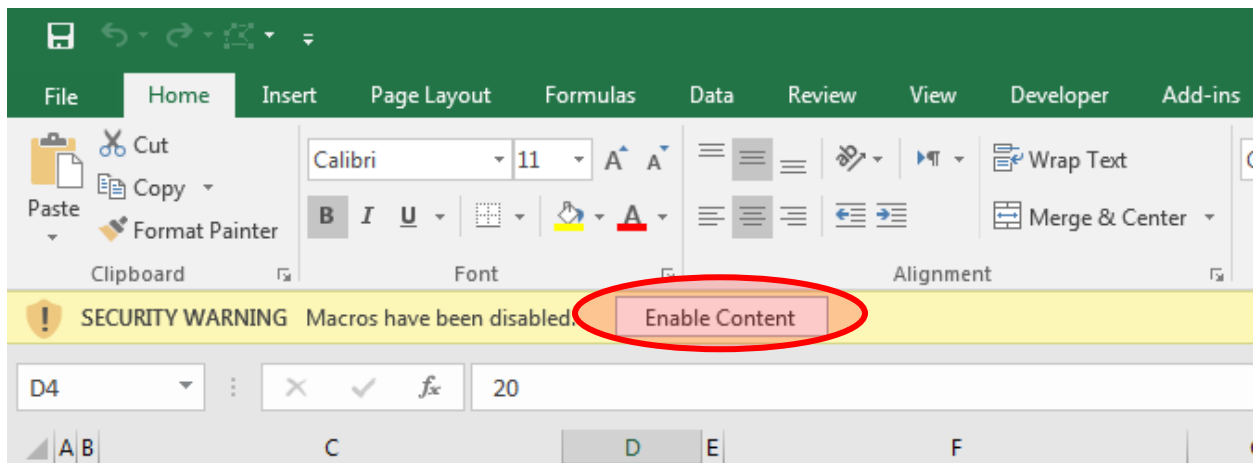 File Home Insert Page Layout Formulas Data Review View Developer Add-ins
Cut
Calibri 11 A A Wrap Text
Copy
Paste
B I U A Merge & Center
Format Painter
Clipboard Font Alignment
! SECURITY WARNING Macros have been disabled. Enable Content
D4 fx 20
A B C D E F